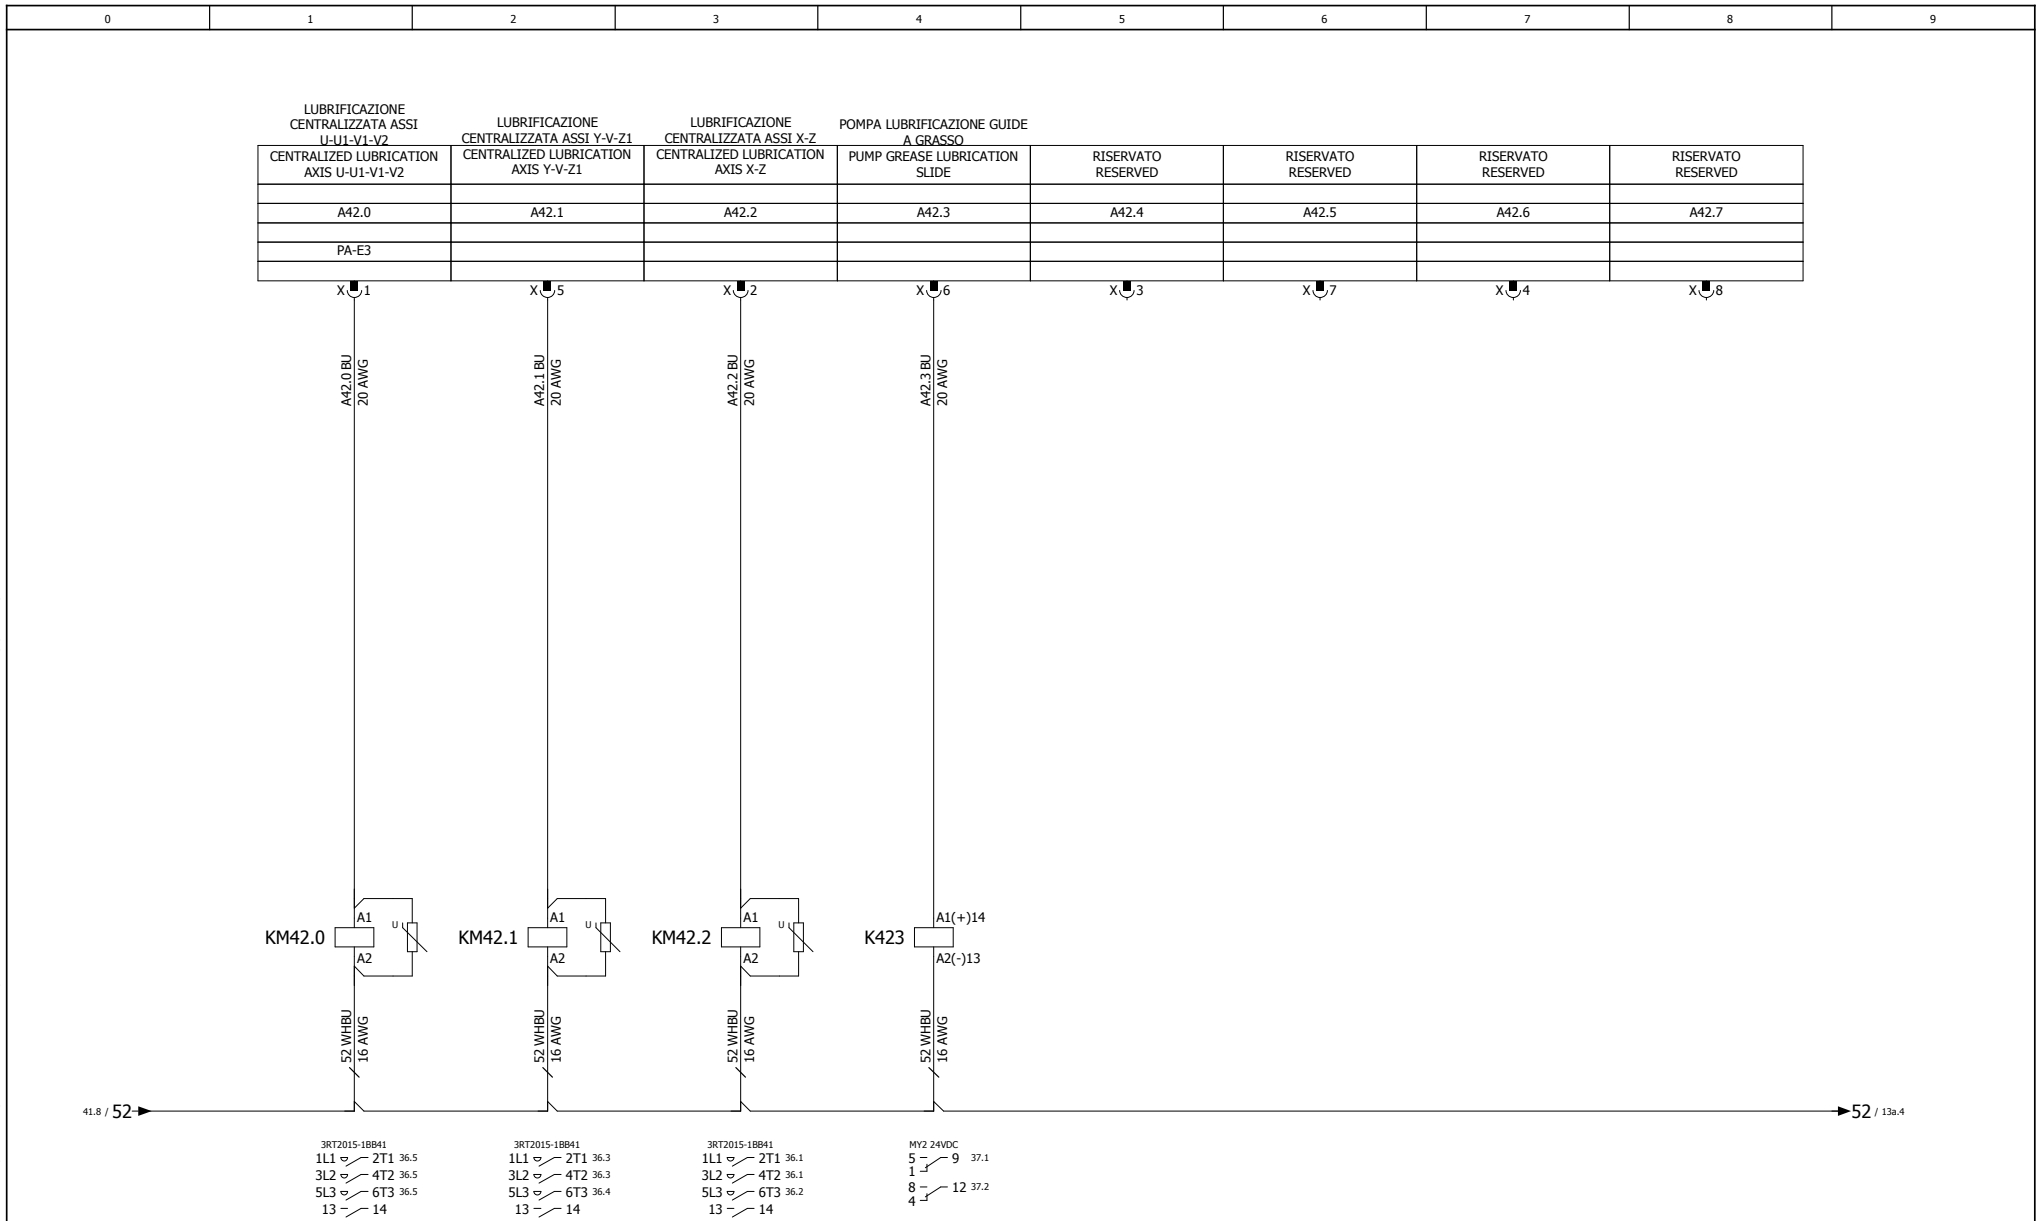 0 1 2 3 4 5 6 7 8 9
LUBRIFICAZIONE
CENTRALIZZATA ASSI
U-U1-V1-V2
LUBRIFICAZIONE
CENTRALIZZATA ASSI Y-V-Z1
LUBRIFICAZIONE
CENTRALIZZATA ASSI X-Z
POMPA LUBRIFICAZIONE GUIDE
A GRASSO
CENTRALIZED LUBRICATION
AXIS U-U1-V1-V2
CENTRALIZED LUBRICATION
AXIS Y-V-Z1
CENTRALIZED LUBRICATION
AXIS X-Z
PUMP GREASE LUBRICATION
SLIDE
RISERVATO
RESERVED
RISERVATO
RESERVED
RISERVATO
RESERVED
RISERVATO
RESERVED
A42.0 A42.1 A42.2 A42.3 A42.4 A42.5 A42.6 A42.7
PA-E3
X 1 X 5 X 2 X 6 X 3 X 7 X 4 X 8
A42.0 BU
20 AWG
A42.1 BU
20 AWG
A42.2 BU
20 AWG
A42.3 BU
20 AWG
KM42.0 A1 A2 U
KM42.1 A1 A2 U
KM42.2 A1 A2 U
K423 A1(+)14 A2(-)13
52 WHBU
16 AWG
52 WHBU
16 AWG
52 WHBU
16 AWG
52 WHBU
16 AWG
41.8 / 52
52 / 13a.4
3RT2015-1BB41
1L1 2T1 36.5
3L2 4T2 36.5
5L3 6T3 36.5
13 14
3RT2015-1BB41
1L1 2T1 36.3
3L2 4T2 36.3
5L3 6T3 36.4
13 14
3RT2015-1BB41
1L1 2T1 36.1
3L2 4T2 36.1
5L3 6T3 36.2
13 14
MY2 24VDC
5 9 37.1
1
8 12 37.2
4